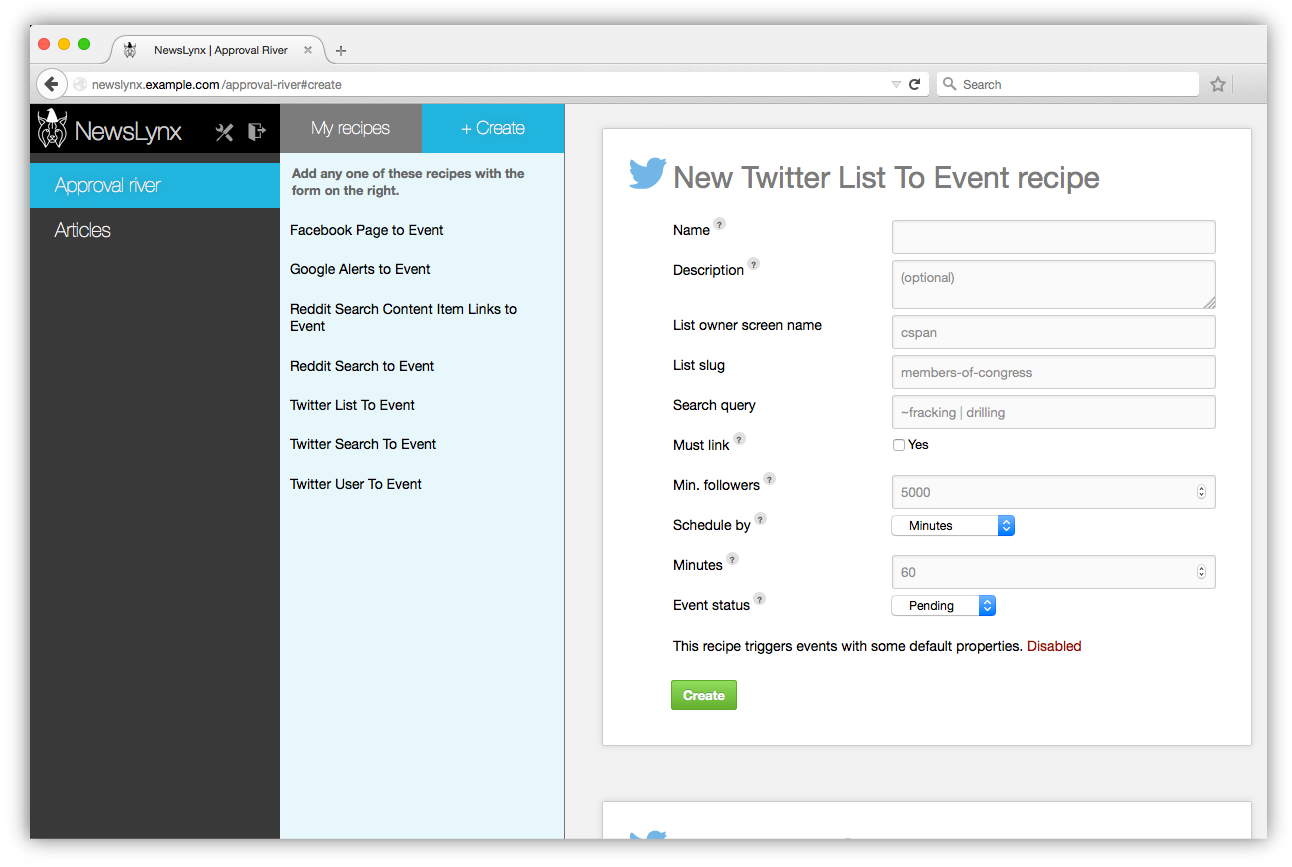 NewsLynx | Approval River
newslynx.example.com/approval-river#create
Search
NewsLynx
My recipes
+ Create
Approval river
Articles
Add any one of these recipes with the
form on the right.
Facebook Page to Event
Google Alerts to Event
Reddit Search Content Item Links to
Event
Reddit Search to Event
Twitter List To Event
Twitter Search To Event
Twitter User To Event
New Twitter List To Event recipe
Name ?
Description ?
(optional)
List owner screen name
cspan
List slug
members-of-congress
Search query
~fracking | drilling
Must link ?
Yes
Min. followers ?
5000
Schedule by ?
Minutes
Minutes ?
60
Event status ?
Pending
This recipe triggers events with some default properties. Disabled
Create